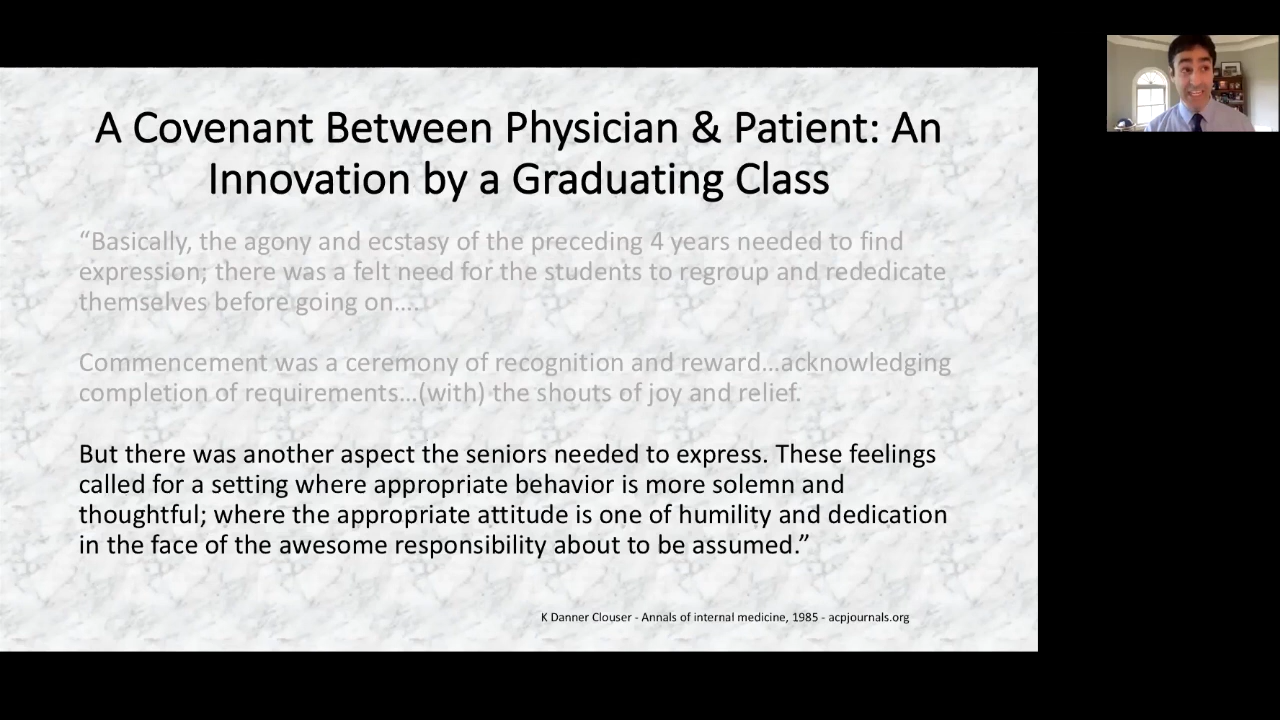 A Covenant Between Physician & Patient: An
Innovation by a Graduating Class
“Basically, the agony and ecstasy of the preceding 4 years needed to find
expression; there was a felt need for the students to regroup and rededicate
themselves before going on….
Commencement was a ceremony of recognition and reward…acknowledging
completion of requirements…(with) the shouts of joy and relief.
But there was another aspect the seniors needed to express. These feelings
called for a setting where appropriate behavior is more solemn and
thoughtful; where the appropriate attitude is one of humility and dedication
in the face of the awesome responsibility about to be assumed.”
K Danner Clouser - Annals of internal medicine, 1985 - acpjournals.org